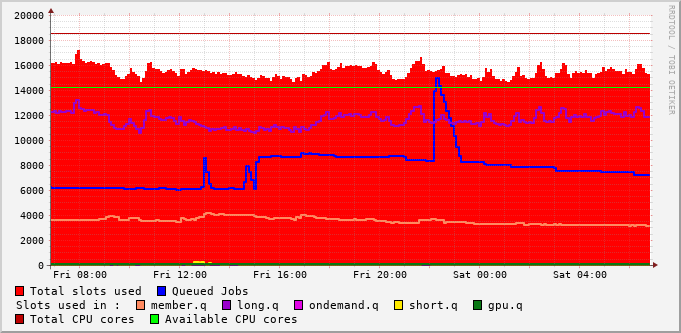 20000
18000
16000
14000
12000
10000
8000
6000
4000
2000
0
Fri 08:00 Fri 12:00 Fri 16:00 Fri 20:00 Sat 00:00 Sat 04:00
Total slots used Queued Jobs
Slots used in : member.q long.q ondemand.q short.q gpu.q
Total CPU cores Available CPU cores
RRDTOOL / TOBI OETIKER